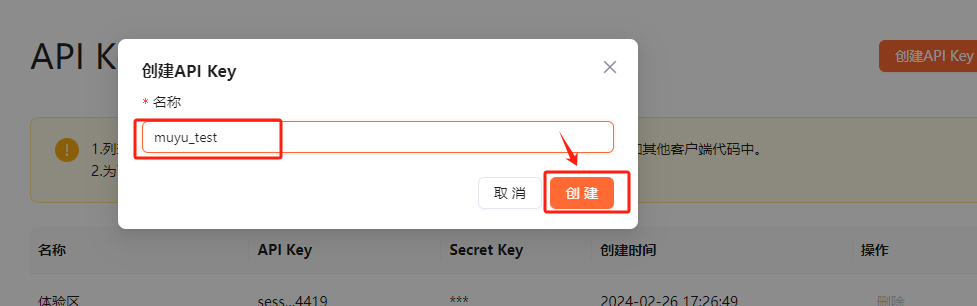 API K
创建API Key
创建API Key
* 名称
muyu_test
1.列
和其他客户端代码中。
2.为
取 消
创 建
名称 API Key Secret Key 创建时间 操作
体验区 sess...4419 *** 2024-02-26 17:26:49 删除